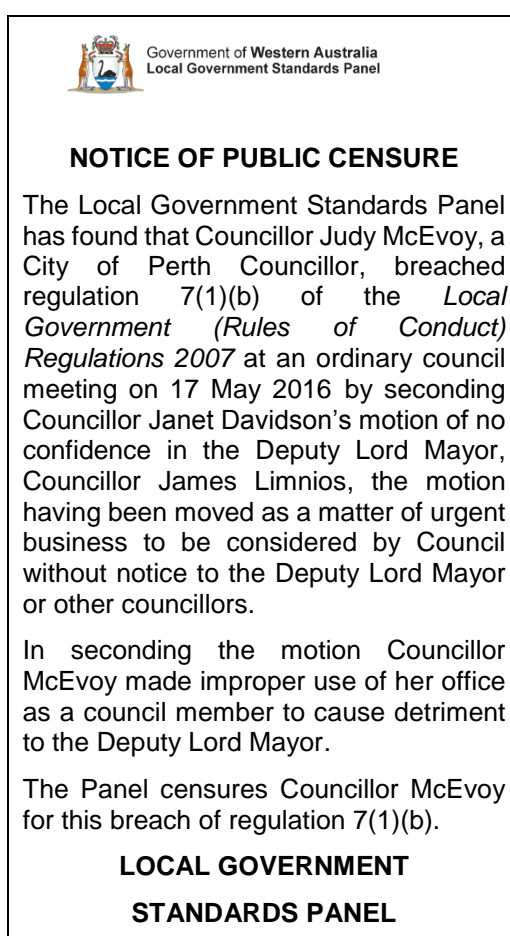 Government of Western Australia
Local Government Standards Panel
NOTICE OF PUBLIC CENSURE
The Local Government Standards Panel
has found that Councillor Judy McEvoy, a
City of Perth Councillor, breached
regulation 7(1)(b) of the Local
Government (Rules of Conduct)
Regulations 2007 at an ordinary council
meeting on 17 May 2016 by seconding
Councillor Janet Davidson's motion of no
confidence in the Deputy Lord Mayor,
Councillor James Limnios, the motion
having been moved as a matter of urgent
business to be considered by Council
without notice to the Deputy Lord Mayor
or other councillors.
In seconding the motion Councillor
McEvoy made improper use of her office
as a council member to cause detriment
to the Deputy Lord Mayor.
The Panel censures Councillor McEvoy
for this breach of regulation 7(1)(b).
LOCAL GOVERNMENT
STANDARDS PANEL